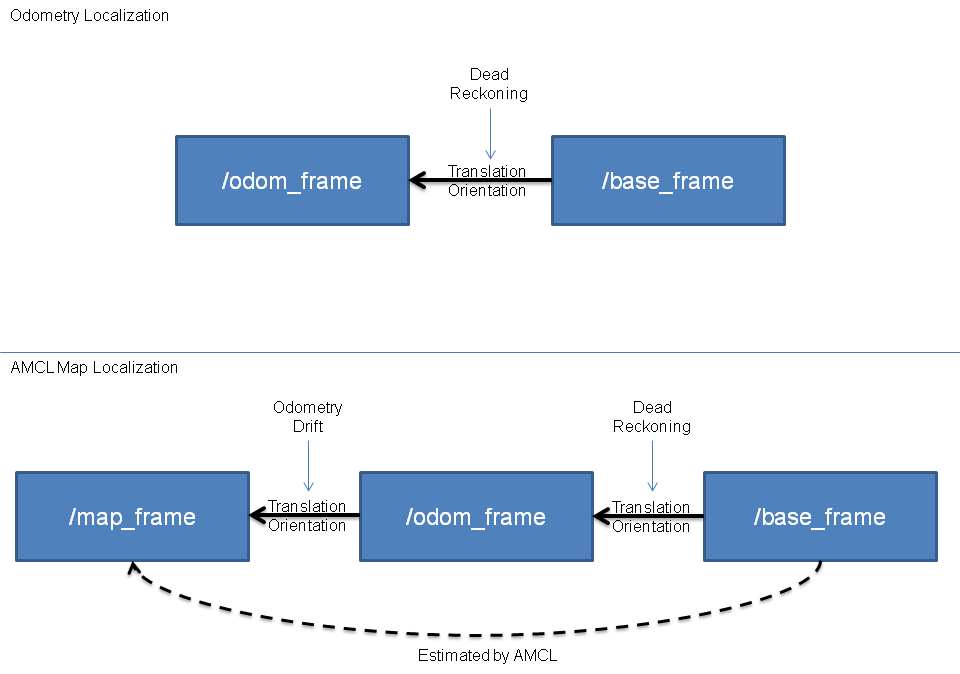 Odometry Localization
Dead
Reckoning
/odom_frame
Translation
Orientation
/base_frame
AMCL Map Localization
Odometry
Drift
Dead
Reckoning
/map_frame
Translation
Orientation
/odom_frame
Translation
Orientation
/base_frame
Estimated by AMCL